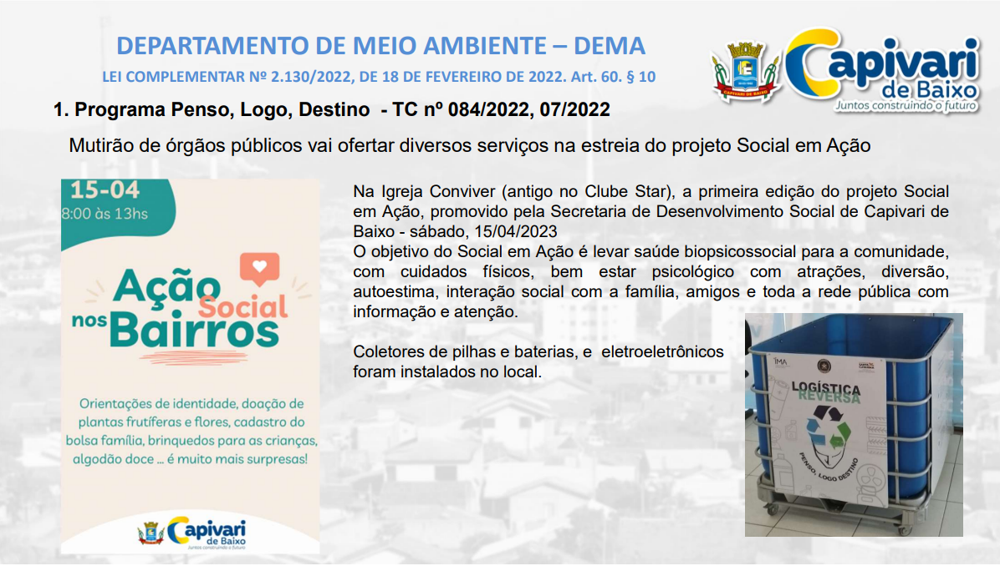 DEPARTAMENTO DE MEIO AMBIENTE – DEMA
LEI COMPLEMENTAR Nº 2.130/2022, DE 18 DE FEVEREIRO DE 2022. Art. 60. § 10
CAPIVARI DE BAIXO
Capivari
de Baixo
Juntos construindo o futuro
1. Programa Penso, Logo, Destino - TC nº 084/2022, 07/2022
Mutirão de órgãos públicos vai ofertar diversos serviços na estreia do projeto Social em Ação
15-04
8:00 às 13hs
Ação
Social
nos
Bairros
Orientações de identidade, doação de
plantas frutíferas e flores, cadastro do
bolsa família, brinquedos para as crianças,
algodão doce ... é muito mais surpresas!
Capivari
de Baixo
Juntos construindo o futuro
Na Igreja Conviver (antigo no Clube Star), a primeira edição do projeto Social
em Ação, promovido pela Secretaria de Desenvolvimento Social de Capivari de
Baixo - sábado, 15/04/2023
O objetivo do Social em Ação é levar saúde biopsicossocial para a comunidade,
com cuidados físicos, bem estar psicológico com atrações, diversão,
autoestima, interação social com a família, amigos e toda a rede pública com
informação e atenção.
Coletores de pilhas e baterias, e eletroeletrônicos
foram instalados no local.
IMA
LOGÍSTICA
REVERSA
PENSO, LOGO DESTINO